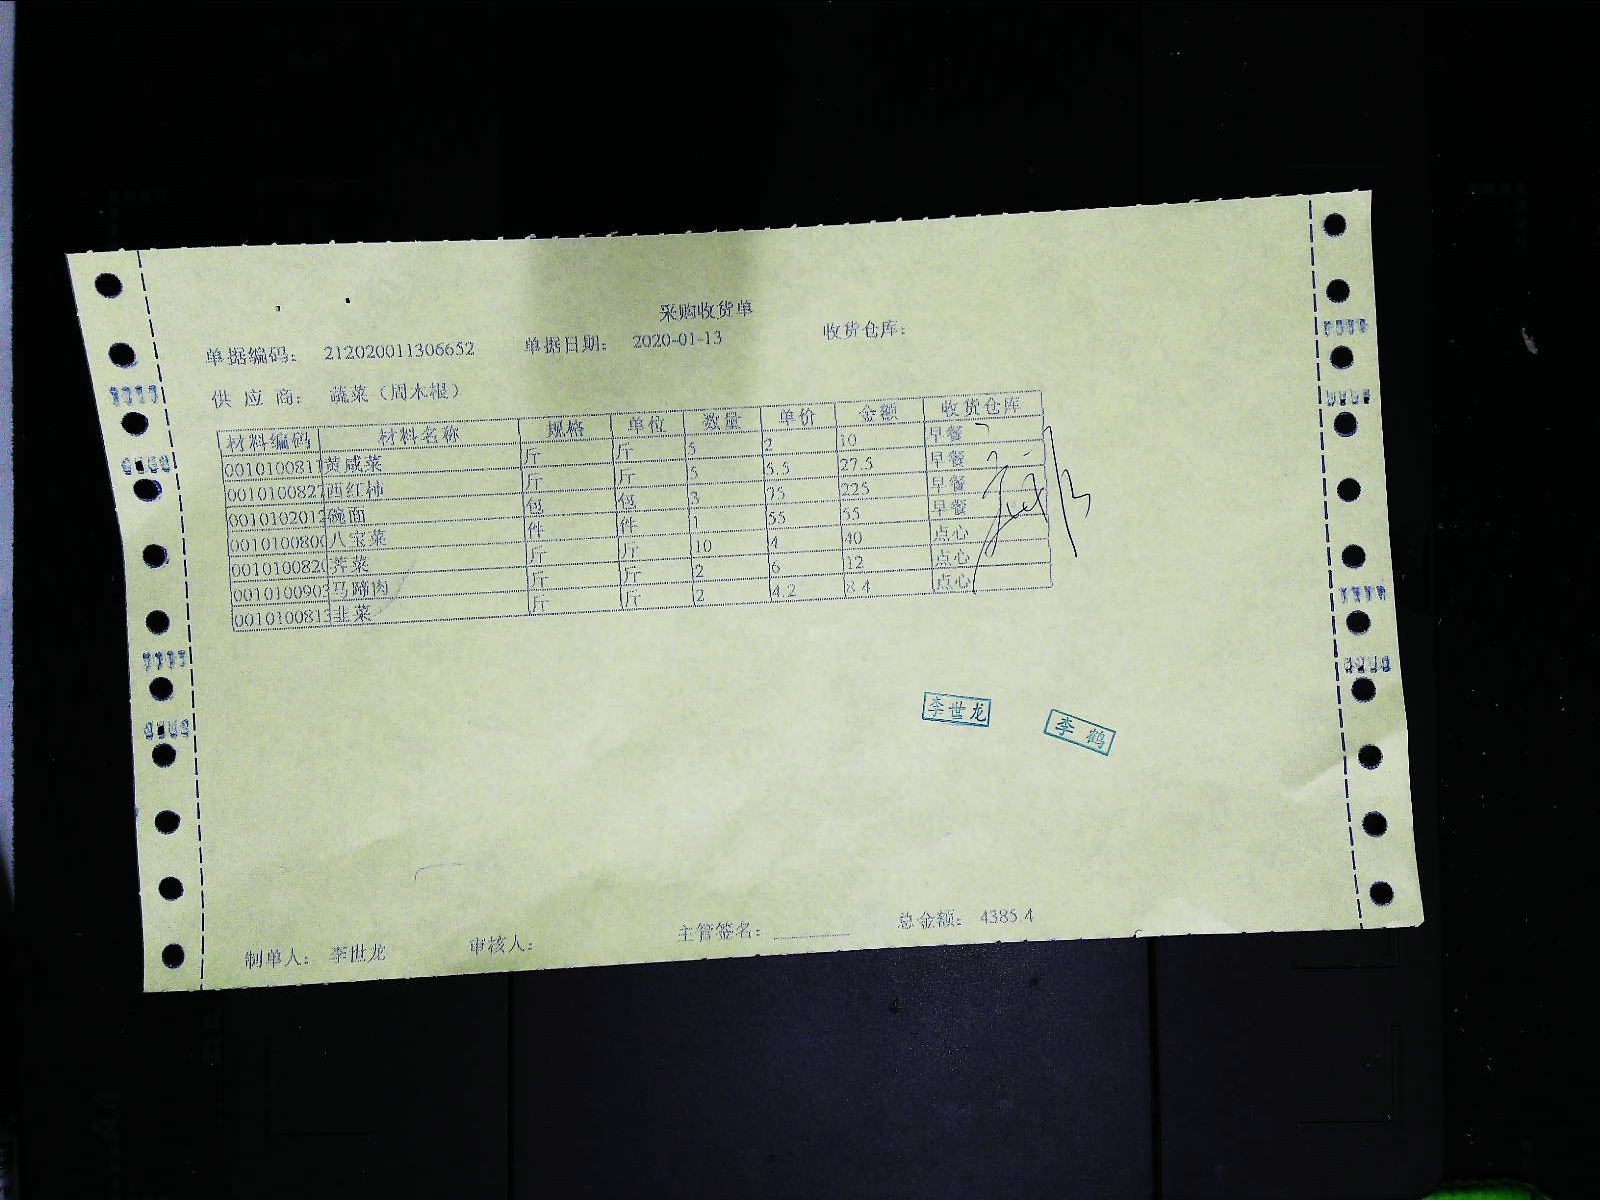 采购收货单
单据编码： 212020011306652 单据日期： 2020-01-13 收货仓库：
供 应 商： 蔬菜（周木根）
材料编码 材料名称 规格 单位 数量 单价 金额 收货仓库
0010100811 黄咸菜 斤 斤 5 2 10 早餐
0010100827 西红柿 斤 斤 5 5.5 27.5 早餐
0010102012 碗面 包 包 3 75 225 早餐
0010100800 八宝菜 件 件 1 55 55 早餐
0010100820 荠菜 斤 斤 10 4 40 点心
0010100903 马蹄肉 斤 斤 2 6 12 点心
0010100813 韭菜 斤 斤 2 4.2 8.4 点心
李世龙
李鹤
制单人： 李世龙 审核人： 主管签名： 总金额： 4385.4